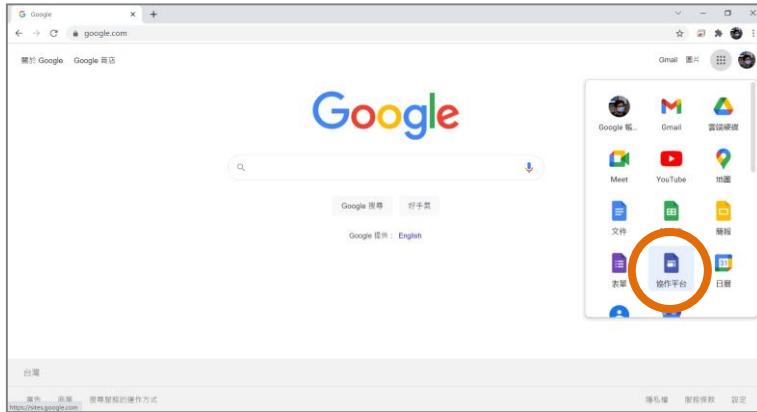 Google
google.com
關於 Google Google 商店
Gmail 圖片
Google
Google 搜尋 好手氣
Google 提供： English
Google 帳... Gmail 雲端硬碟
Meet YouTube 地圖
文件 簡報
表單 協作平台 日曆
31
台灣
廣告 商業 搜尋服務的運作方式
隱私權 服務條款 設定
https://sites.google.com